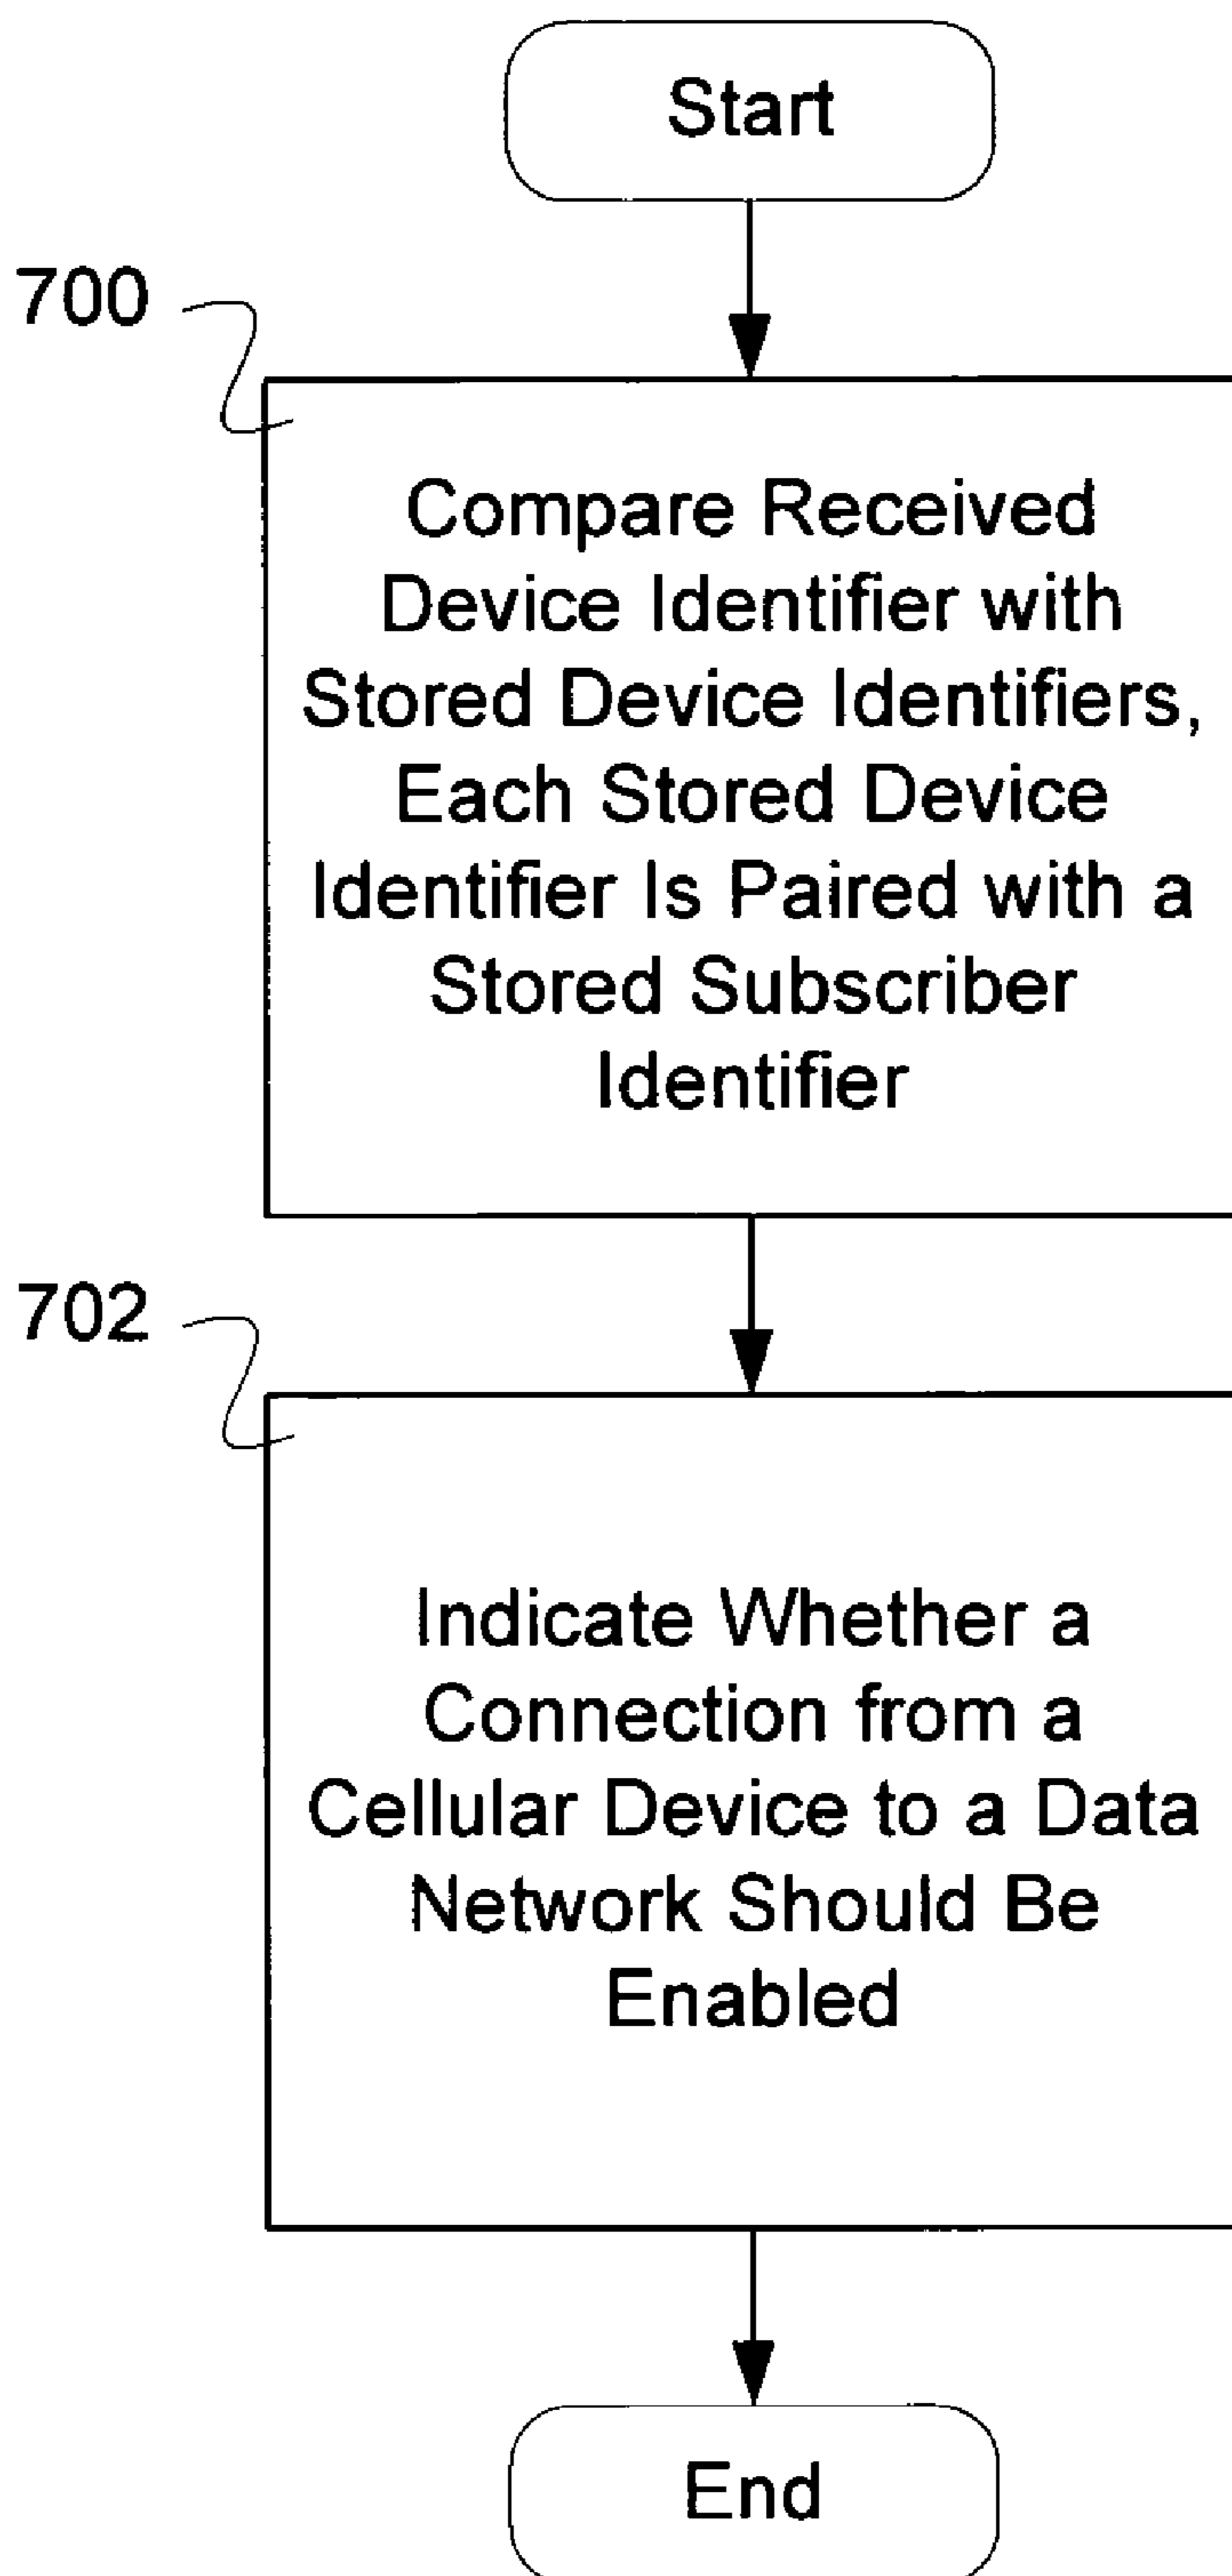 Start
700
Compare Received
Device Identifier with
Stored Device Identifiers,
Each Stored Device
Identifier Is Paired with a
Stored Subscriber
Identifier
702
Indicate Whether a
Connection from a
Cellular Device to a Data
Network Should Be
Enabled
End